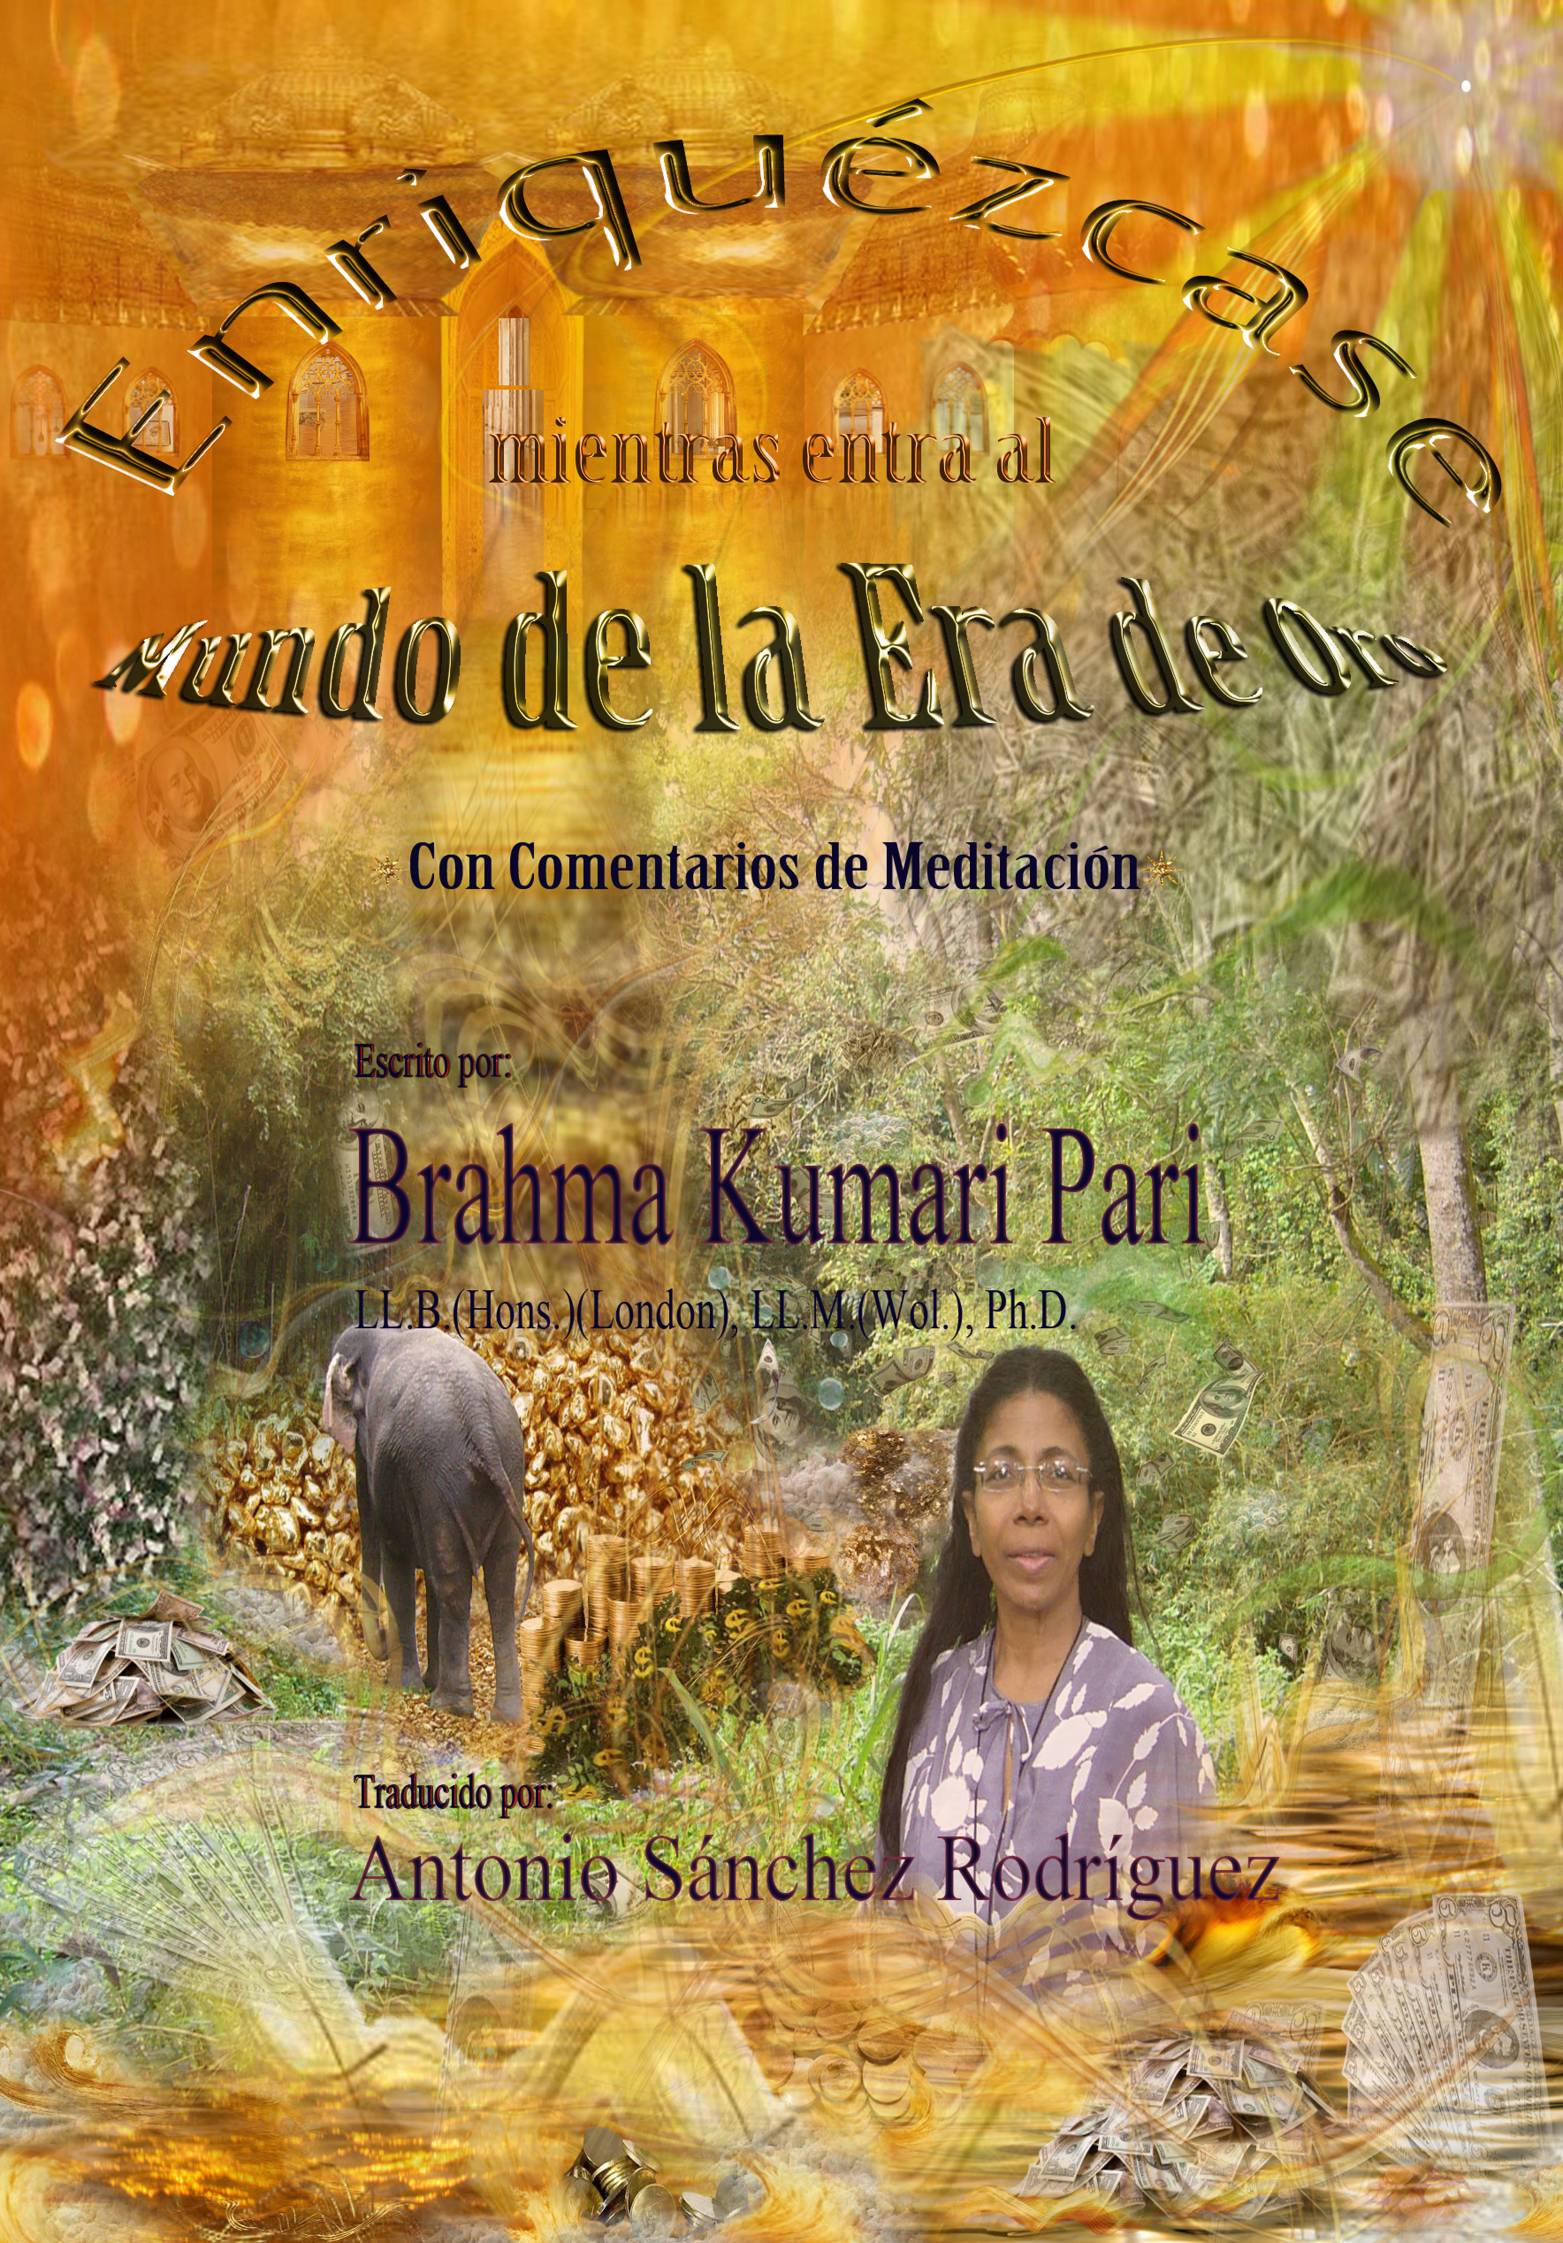 Enriquézcase
mientras entra al
Mundo de la Era de Oro
Con Comentarios de Meditación
Escrito por:
Brahma Kumari Pari
LL.B.(Hons.)(London), LL.M.(Wol.), Ph.D.
Traducido por:
Antonio Sánchez Rodríguez